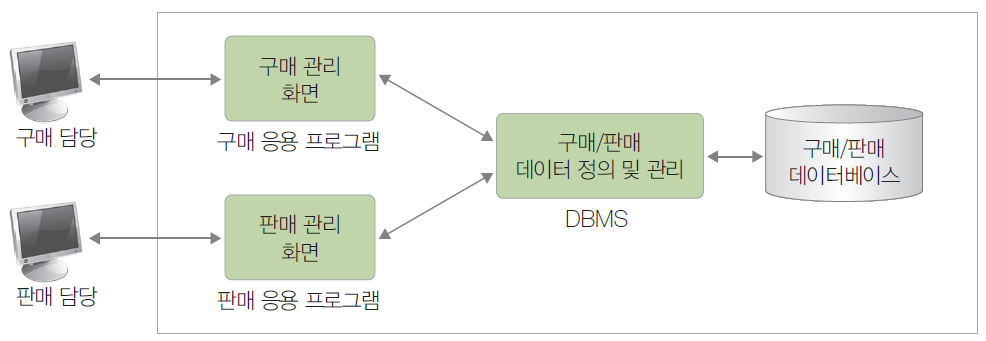 구매 담당
구매 관리
화면
구매 응용 프로그램
판매 담당
판매 관리
화면
판매 응용 프로그램
구매/판매
데이터 정의 및 관리
DBMS
구매/판매
데이터베이스